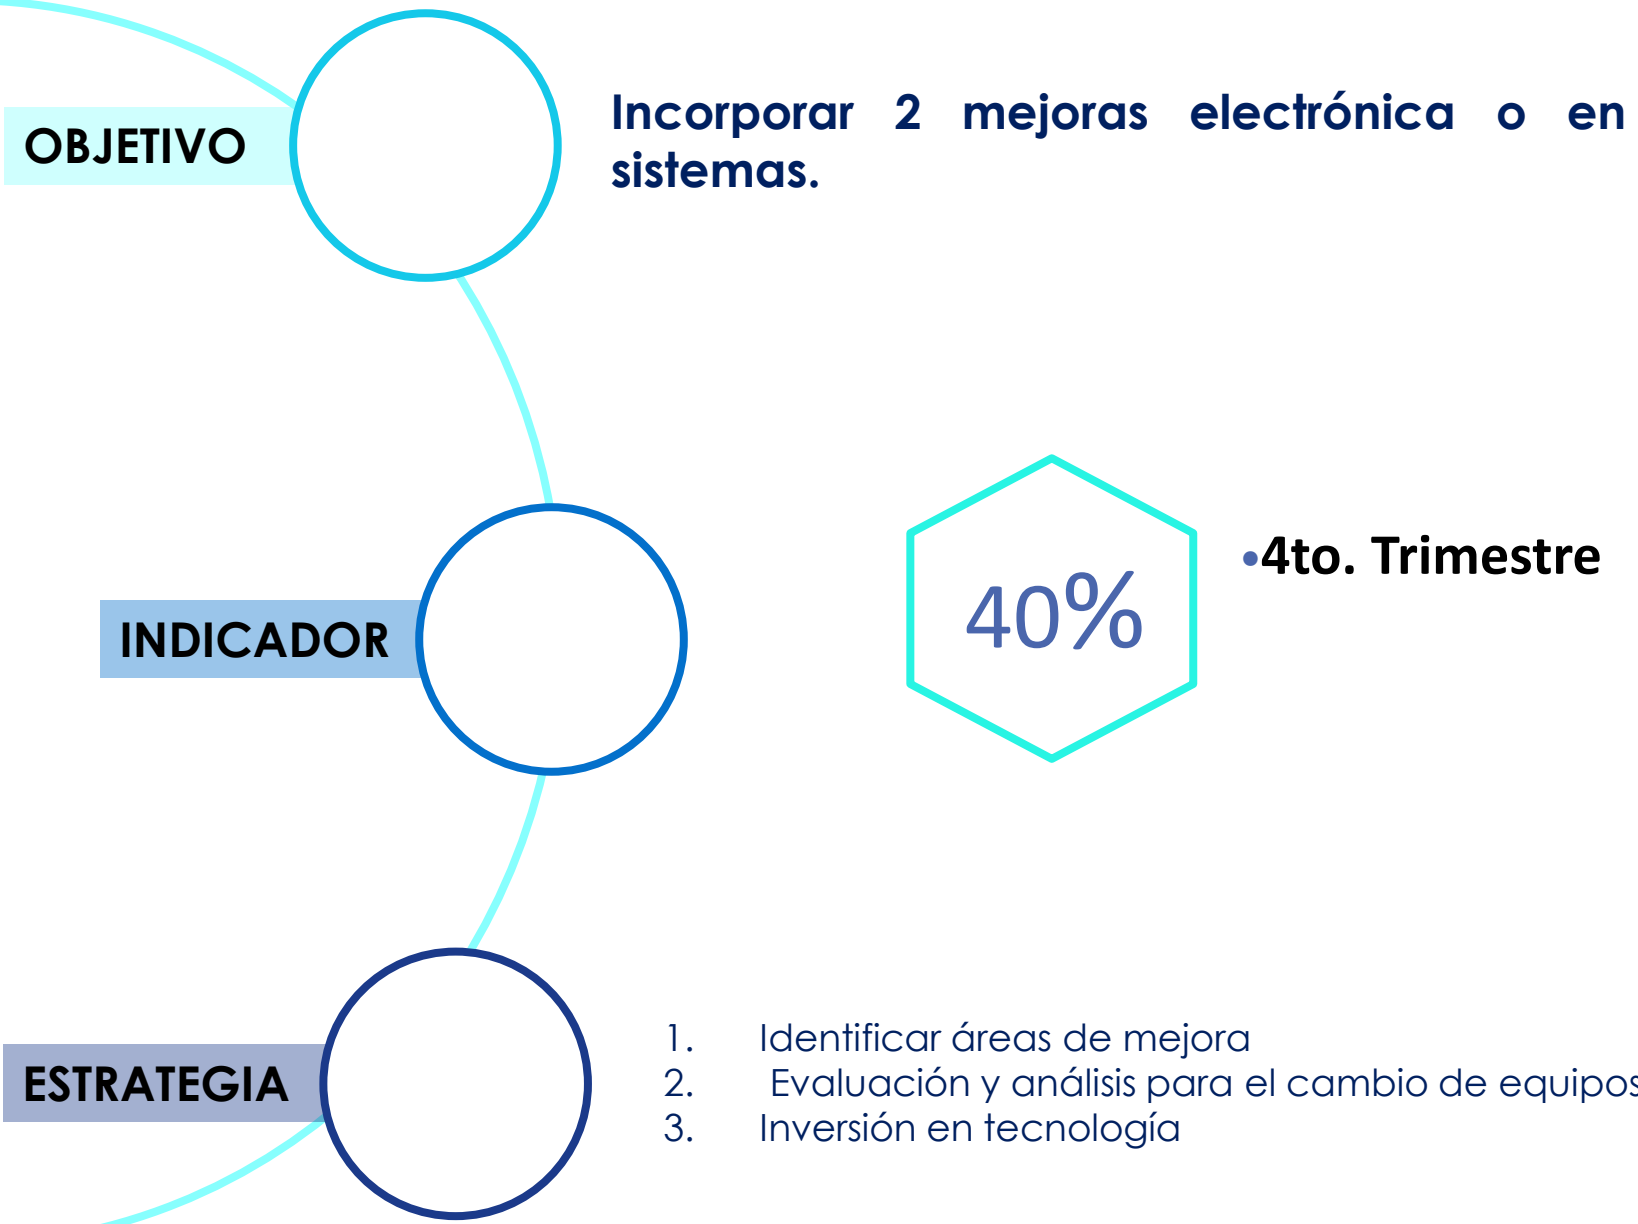 OBJETIVO
Incorporar 2 mejoras electrónica o en
sistemas.
INDICADOR
40%
•4to. Trimestre
ESTRATEGIA
1. Identificar áreas de mejora
2. Evaluación y análisis para el cambio de equipos
3. Inversión en tecnología